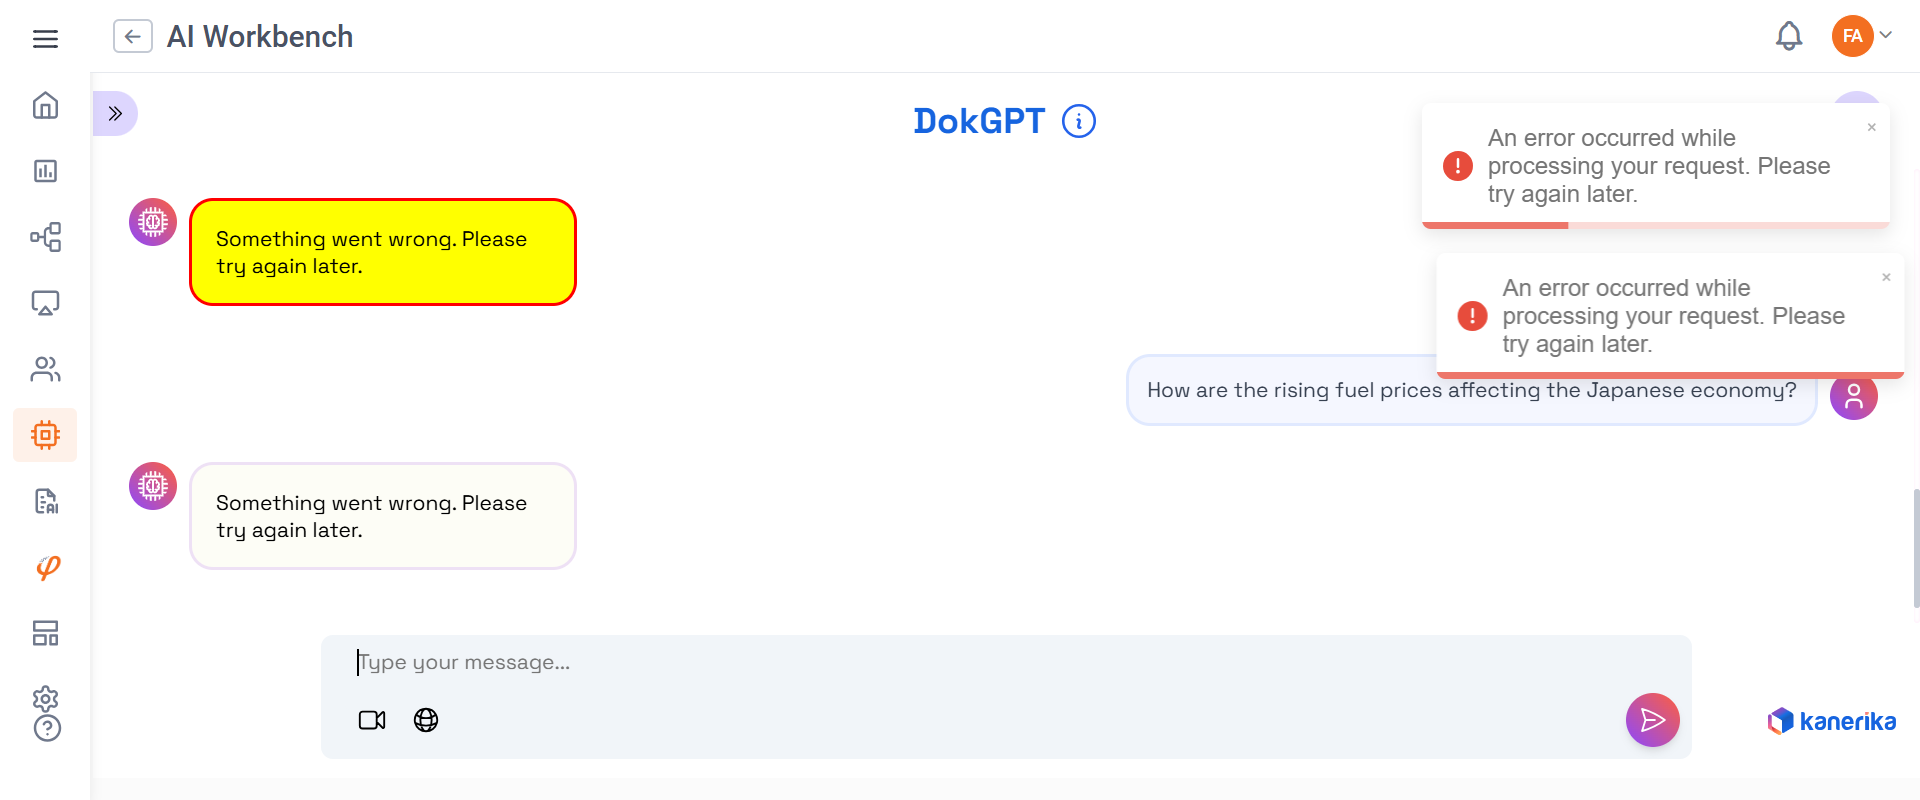 AI Workbench
FA
DokGPT
An error occurred while
processing your request. Please
try again later.
Something went wrong. Please
try again later.
An error occurred while
processing your request. Please
try again later.
How are the rising fuel prices affecting the Japanese economy?
Something went wrong. Please
try again later.
Type your message...
kanerika